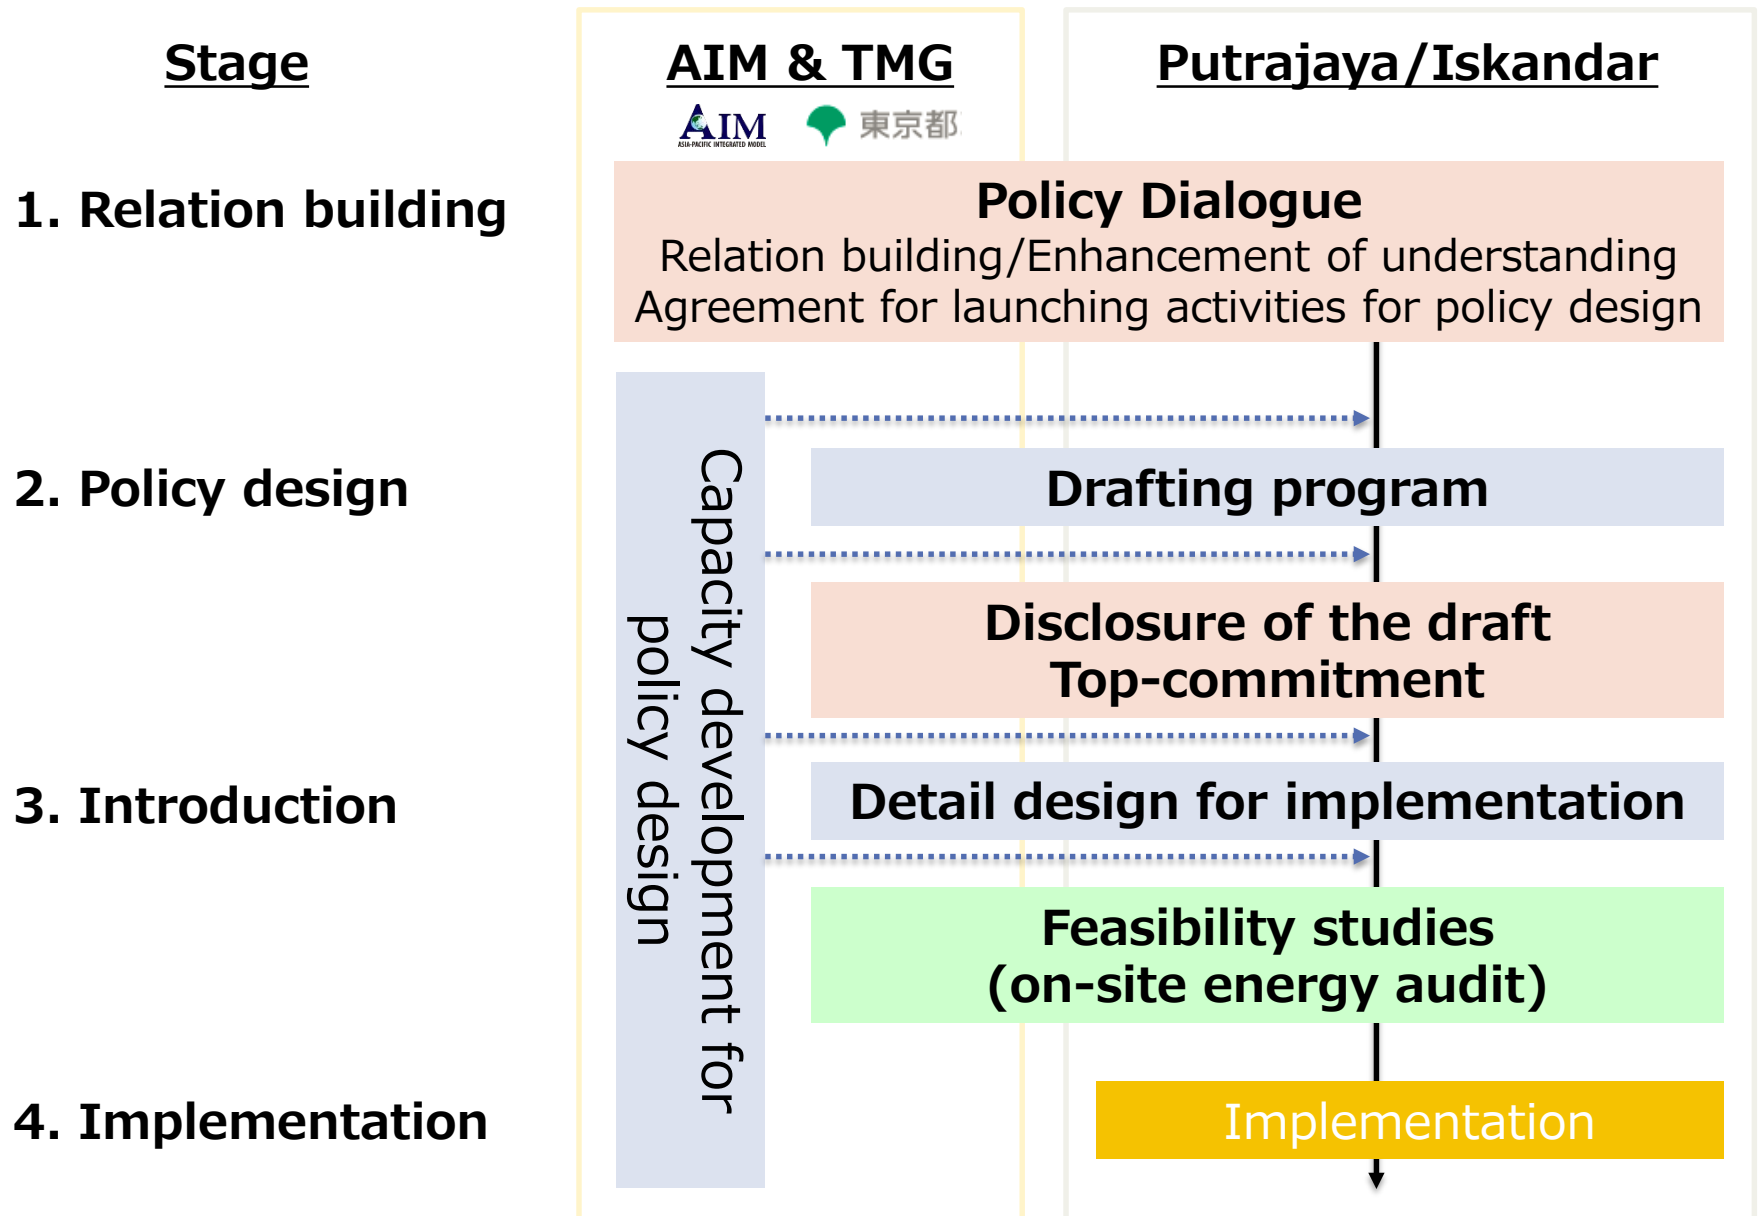 Stage
AIM & TMG
Putrajaya/Iskandar
AIM
ASIA-PACIFIC INTEGRATED MODEL
東京都
1. Relation building
Policy Dialogue
Relation building/Enhancement of understanding
Agreement for launching activities for policy design
Capacity development for
policy design
2. Policy design
Drafting program
Disclosure of the draft
Top-commitment
3. Introduction
Detail design for implementation
Feasibility studies
(on-site energy audit)
4. Implementation
Implementation